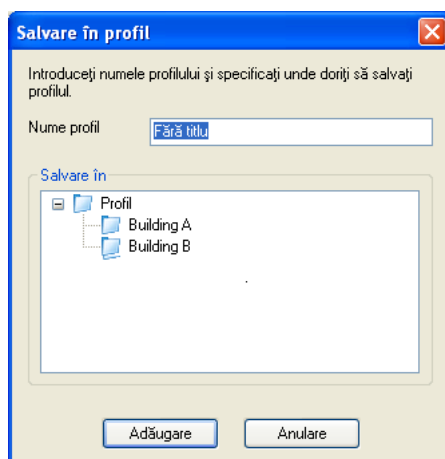 Salvare în profil
Introduceţi numele profilului şi specificaţi unde doriţi să salvaţi
profilul.
Nume profil
Fără titlu
Salvare în
Profil
Building A
Building B
Adăugare
Anulare